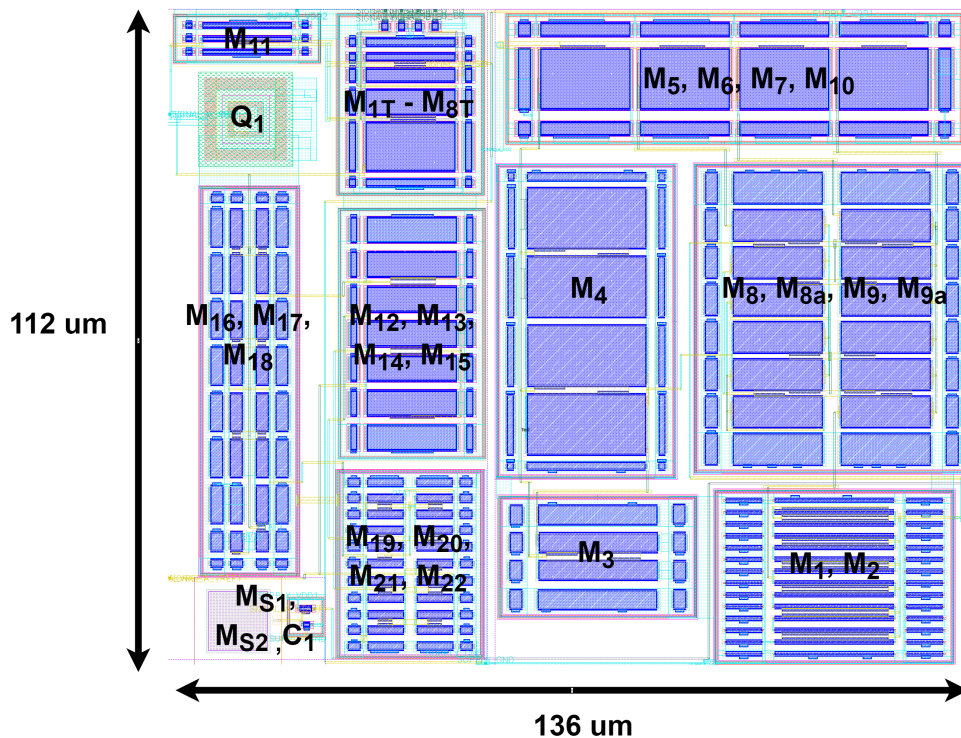 M11
M1T - M8T
M5, M6, M7, M10
Q1
M4
M8, M8a, M9, M9a
M16, M17,
M18
M12, M13,
M14, M15
112 um
M19, M20,
M21, M22
M3
M1, M2
MS1,
MS2 ,C1
136 um